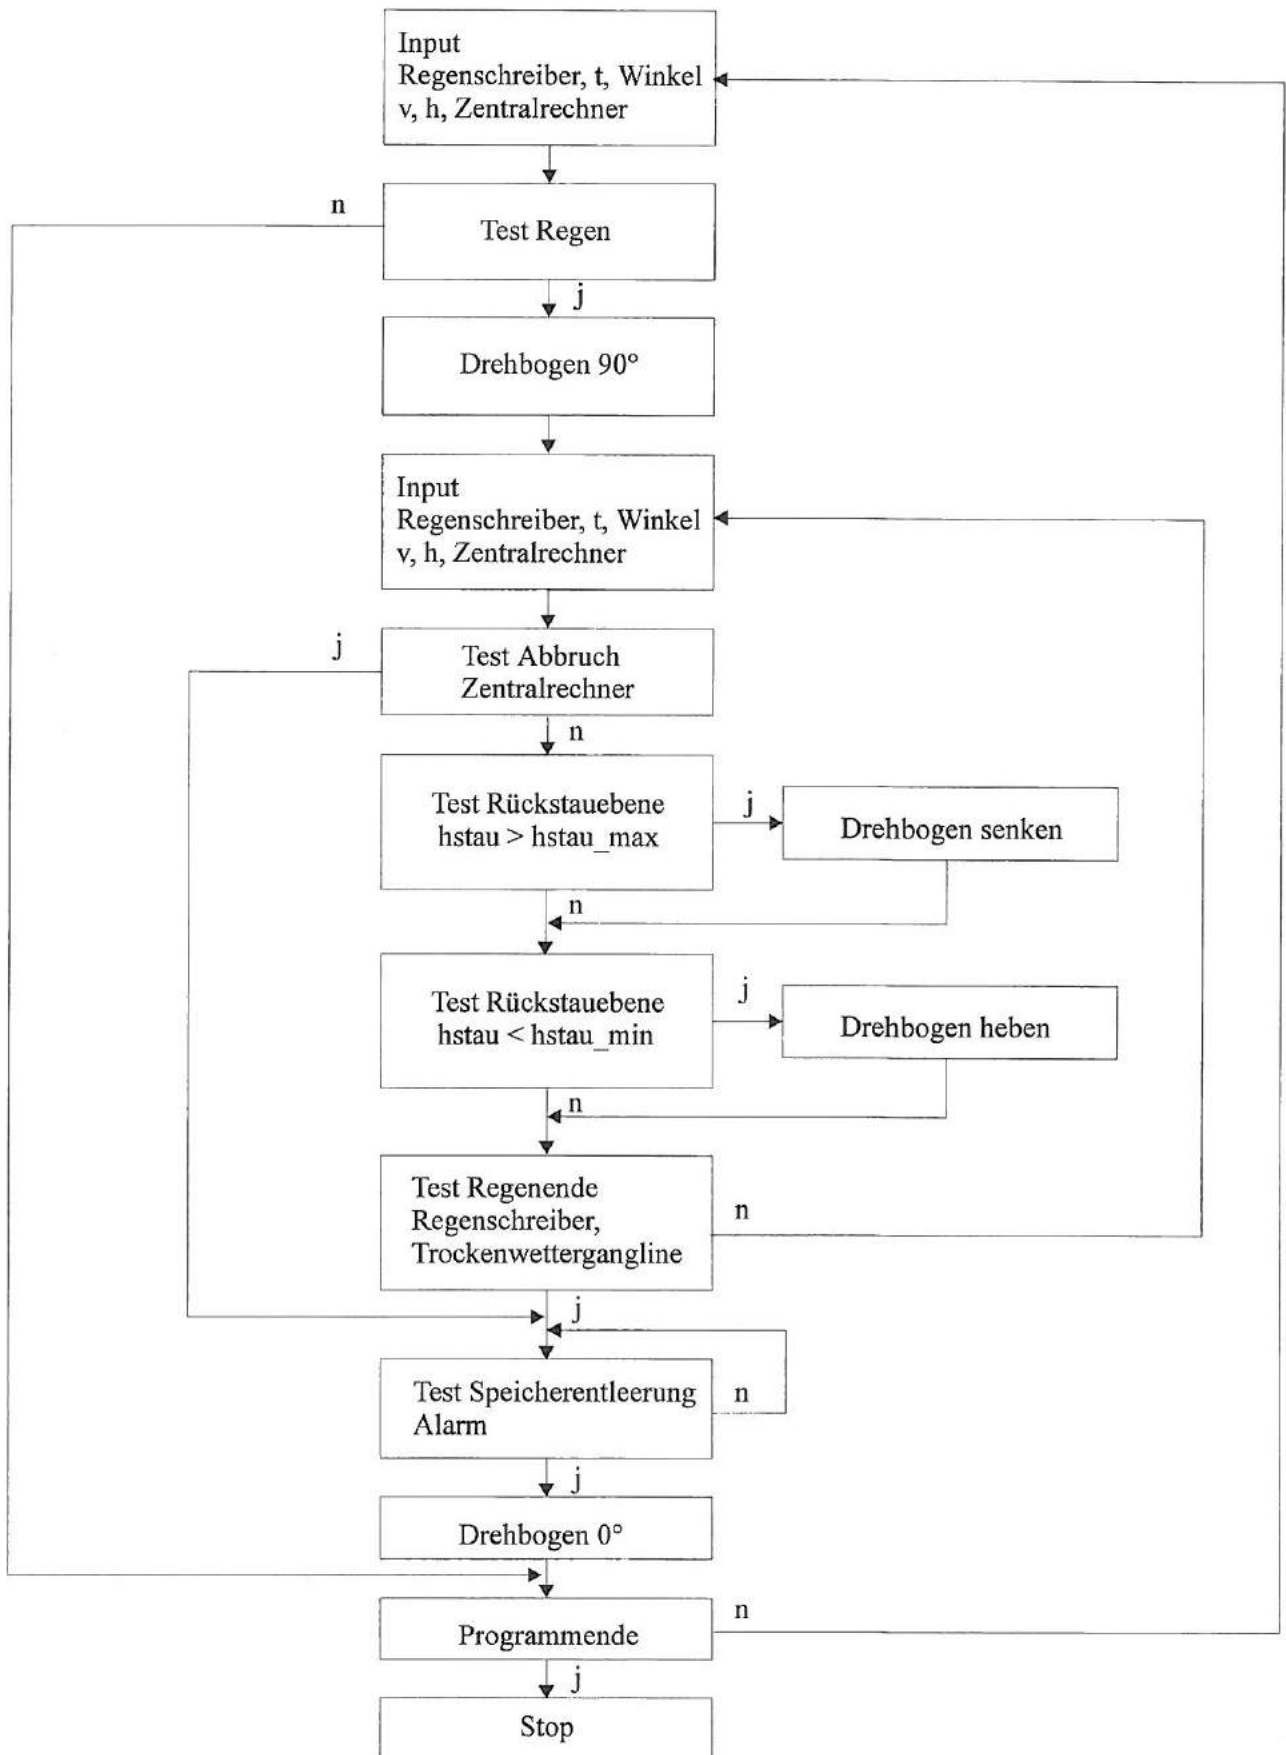 Input
Regenschreiber, t, Winkel
v, h, Zentralrechner
n
Test Regen
j
Drehbogen 90°
Input
Regenschreiber, t, Winkel
v, h, Zentralrechner
j
Test Abbruch
Zentralrechner
n
Test Rückstauebene
hstau > hstau_max
j
Drehbogen senken
n
Test Rückstauebene
hstau < hstau_min
j
Drehbogen heben
n
Test Regenende
Regenschreiber,
Trockenwettergangline
n
j
Test Speicherentleerung
Alarm
n
j
Drehbogen 0°
Programmende
n
j
Stop